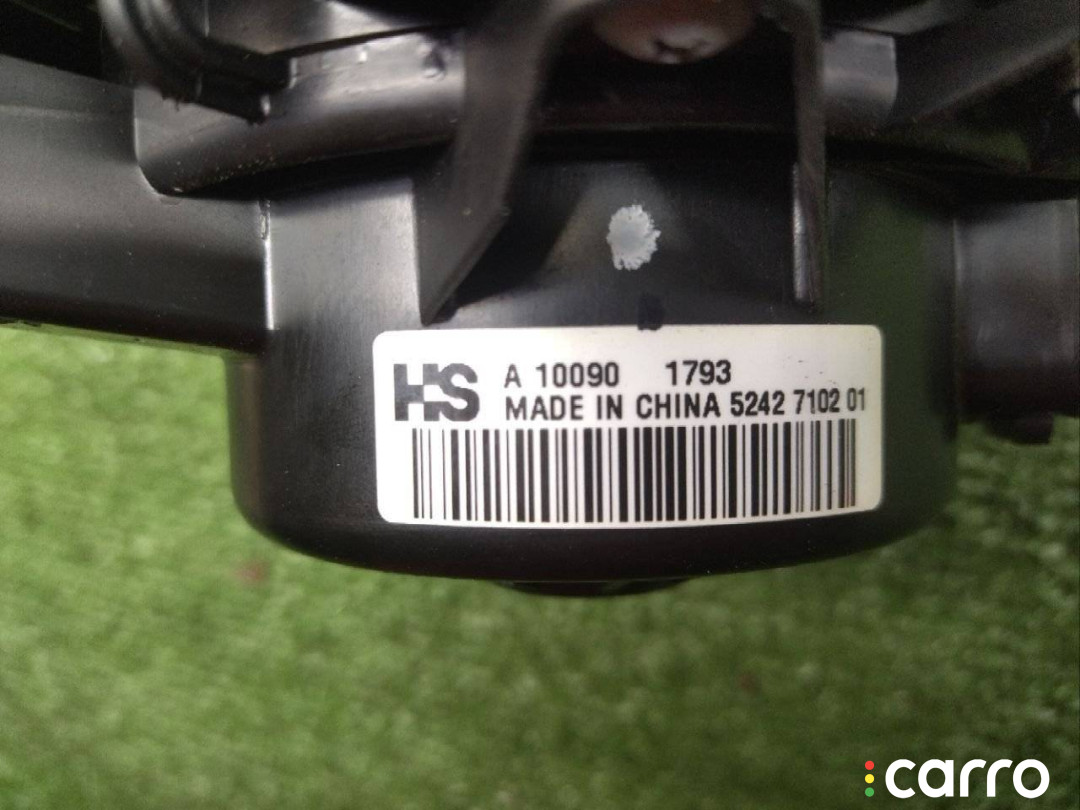 HS
A 10090 1793
MADE IN CHINA 5242 7102 01
carro